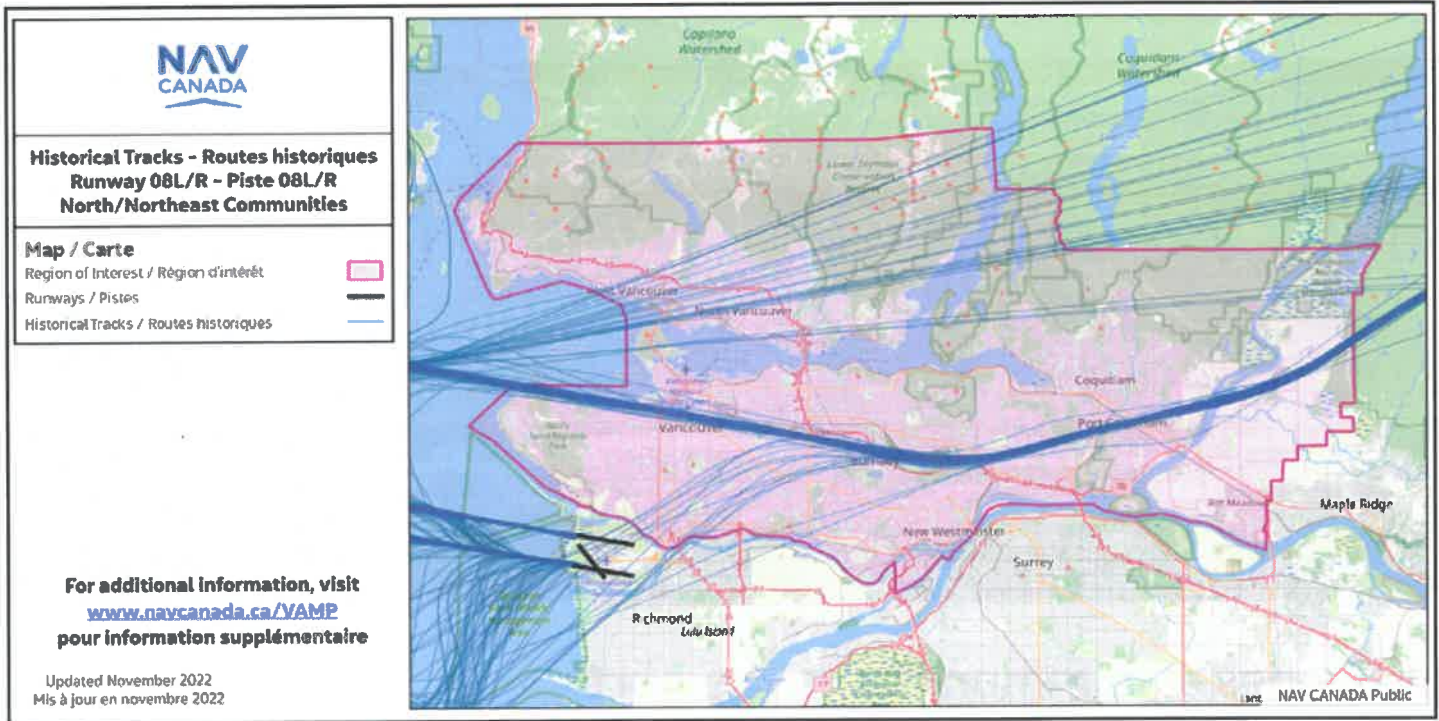 NAV
CANADA
Historical Tracks - Routes historiques
Runway 08L/R - Piste 08L/R
North/Northeast Communities
Map / Carte
Region of Interest / Région d'intérêt
Runways / Pistes
Historical Tracks / Routes historiques
For additional information, visit
www.navcanada.ca/VAMP
pour information supplémentaire
Updated November 2022
Mis à jour en novembre 2022
Capilano
Watershed
Coquitlam
Watershed
Vancouver
North Vancouver
Coquitlam
Port Coquitlam
Vancouver
Burnaby
Maple Ridge
New Westminster
Surrey
Richmond
Lulu Island
NAV CANADA Public